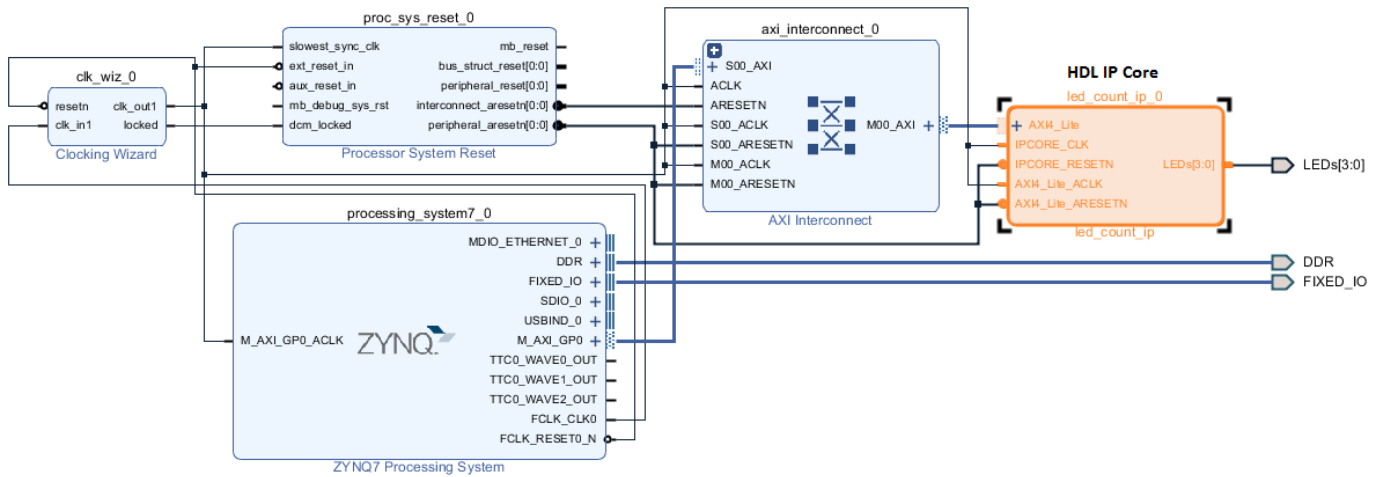 proc_sys_reset_0
slowest_sync_clk
ext_reset_in
aux_reset_in
mb_debug_sys_rst
dcm_locked
mb_reset
bus_struct_reset[0:0]
peripheral_reset[0:0]
interconnect_aresetn[0:0]
peripheral_aresetn[0:0]
Processor System Reset
clk_wiz_0
resetn
clk_in1
clk_out1
locked
Clocking Wizard
axi_interconnect_0
S00_AXI
ACLK
ARESETN
S00_ACLK
S00_ARESETN
M00_ACLK
M00_ARESETN
M00_AXI
AXI Interconnect
HDL IP Core
led_count_ip_0
AXI4_Lite
IPCORE_CLK
IPCORE_RESETN
AXI4_Lite_ACLK
AXI4_Lite_ARESETN
LEDs[3:0]
led_count_ip
LEDs[3:0]
DDR
FIXED_IO
processing_system7_0
M_AXI_GP0_ACLK
ZYNQ
MDIO_ETHERNET_0
DDR
FIXED_IO
SDIO_0
USBIND_0
M_AXI_GP0
TTC0_WAVE0_OUT
TTC0_WAVE1_OUT
TTC0_WAVE2_OUT
FCLK_CLK0
FCLK_RESET0_N
ZYNQ7 Processing System